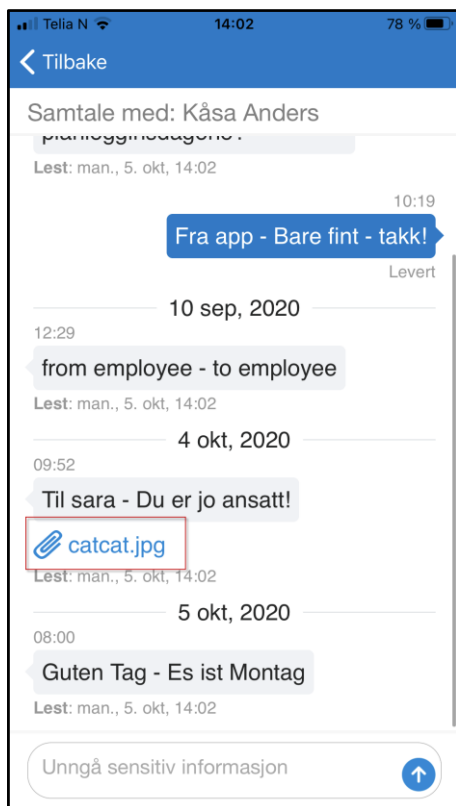 Telia N 14:02 78 %
Tilbake
Samtale med: Kåsa Anders
Lest: man., 5. okt, 14:02
10:19
Fra app - Bare fint - takk!
Levert
10 sep, 2020
12:29
from employee - to employee
Lest: man., 5. okt, 14:02
4 okt, 2020
09:52
Til sara - Du er jo ansatt!
catcat.jpg
Lest: man., 5. okt, 14:02
5 okt, 2020
08:00
Guten Tag - Es ist Montag
Lest: man., 5. okt, 14:02
Unngå sensitiv informasjon